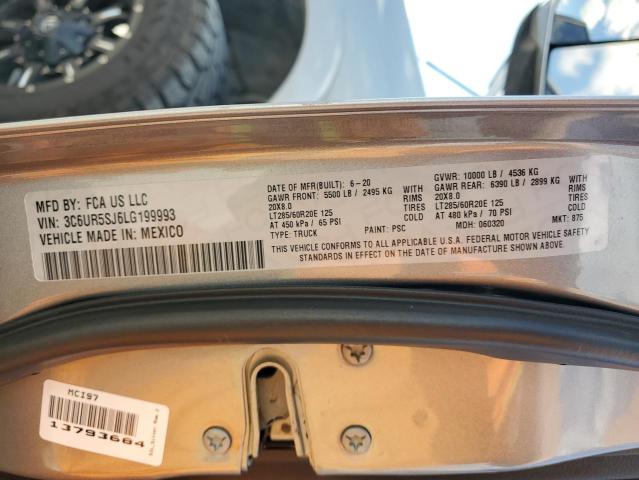 MFD BY: FCA US LLC
VIN: 3C6UR5SJ6LG199993
VEHICLE MADE IN: MEXICO
DATE OF MFR(BUILT): 6-20
GAWR FRONT: 5500 LB / 2495 KG
20X8.0 RIMS
LT285/60R20E 125 TIRES
AT 450 kPa / 65 PSI COLD
TYPE: TRUCK
PAINT: PSC
GVWR: 10000 LB / 4536 KG
GAWR REAR: 6390 LB / 2899 KG
20X8.0 RIMS
LT285/60R20E 125 TIRES
AT 480 kPa / 70 PSI COLD
MDH: 060320
MKT: 875
THIS VEHICLE CONFORMS TO ALL APPLICABLE U.S.A. FEDERAL MOTOR VEHICLE SAFETY
STANDARDS IN EFFECT ON THE DATE OF MANUFACTURE SHOWN ABOVE.
MCI97
13793664